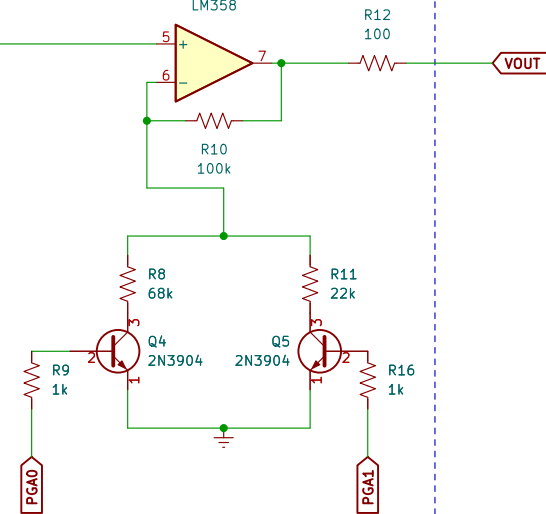 LM358
R12
100
5
+
7
VOUT
6
−
R10
100k
R8
68k
R11
22k
3
3
Q4
2N3904
Q5
2N3904
2
2
1
1
R9
1k
R16
1k
PGA0
PGA1